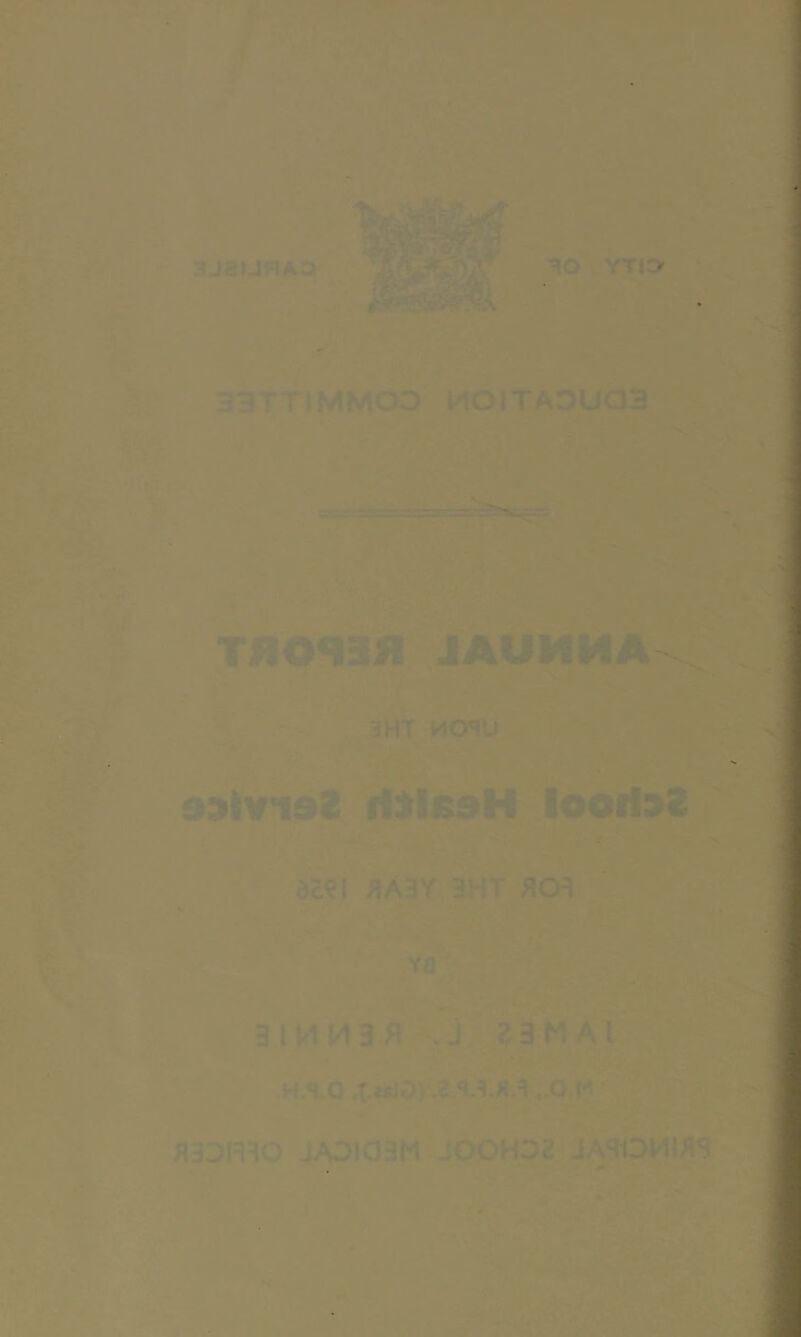 CITY OF CARLISLE
EDUCATION COMMITTEE
ANNUAL REPORT
UPON THE
School Health Service
FOR THE YEAR 1956
BY
JAMES L. RENNIE
M.D., F.R.F.P.S. (Glas.), D.P.H.
PRINCIPAL SCHOOL MEDICAL OFFICER